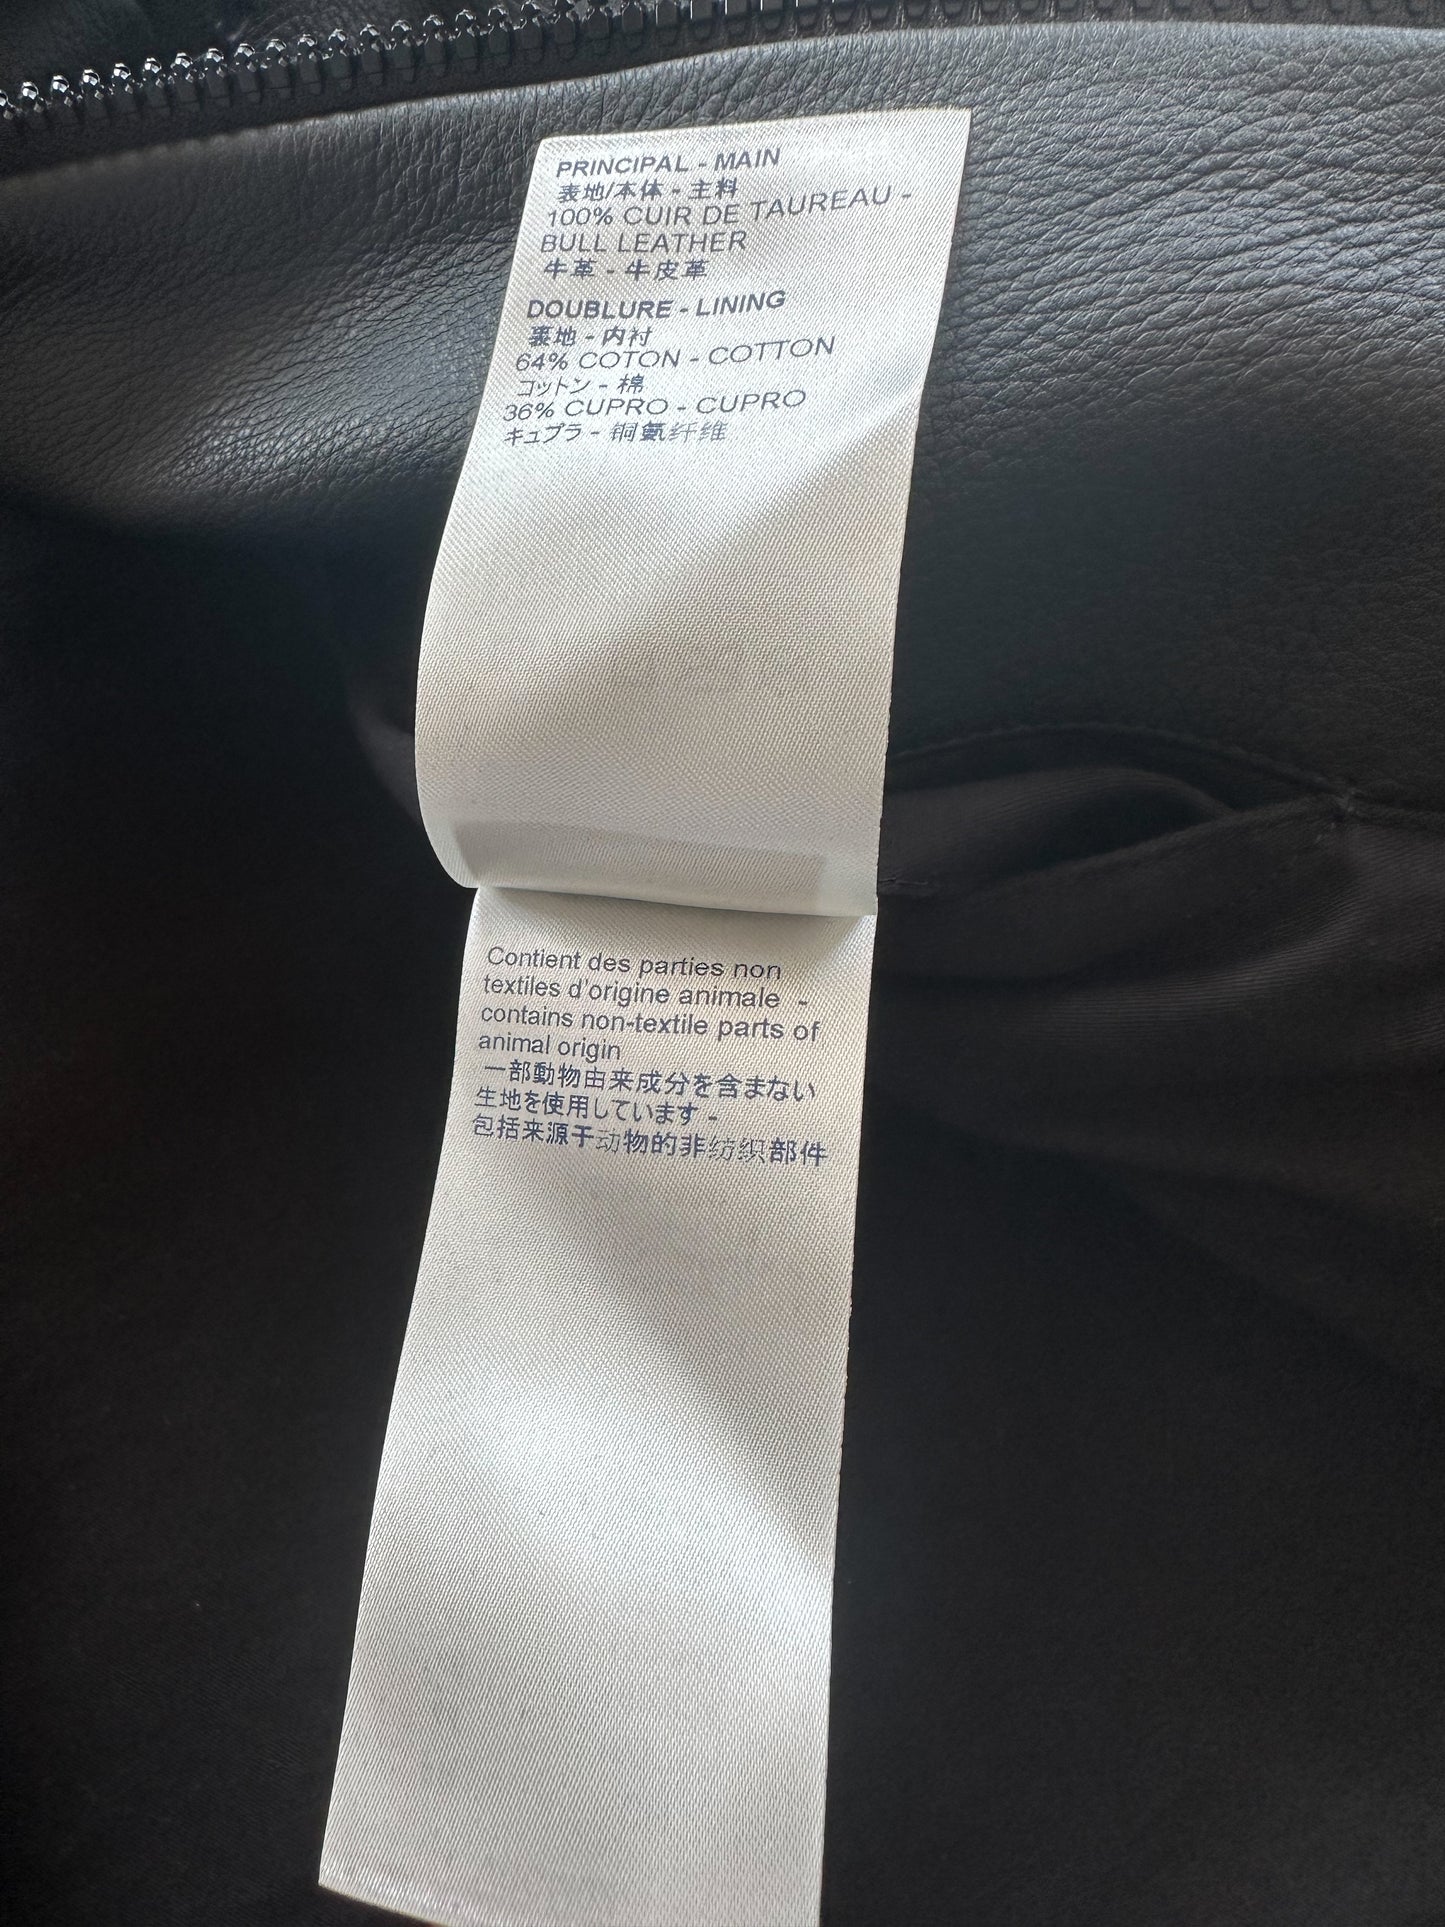 PRINCIPAL - MAIN
表地/本体 - 主料
100% CUIR DE TAUREAU -
BULL LEATHER
牛革 - 牛皮革
DOUBLURE - LINING
裏地 - 内衬
64% COTON - COTTON
コットン - 棉
36% CUPRO - CUPRO
キュプラ - 铜氨纤维
Contient des parties non
textiles d'origine animale -
contains non-textile parts of
animal origin
一部動物由来成分を含まない
生地を使用しています -
包括来源于动物的非纺织部件